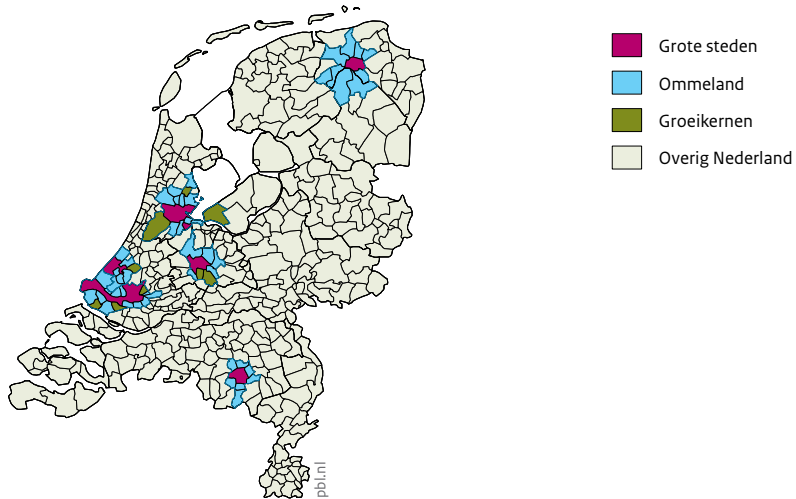 Grote steden
Ommeland
Groeikernen
Overig Nederland
pbl.nl